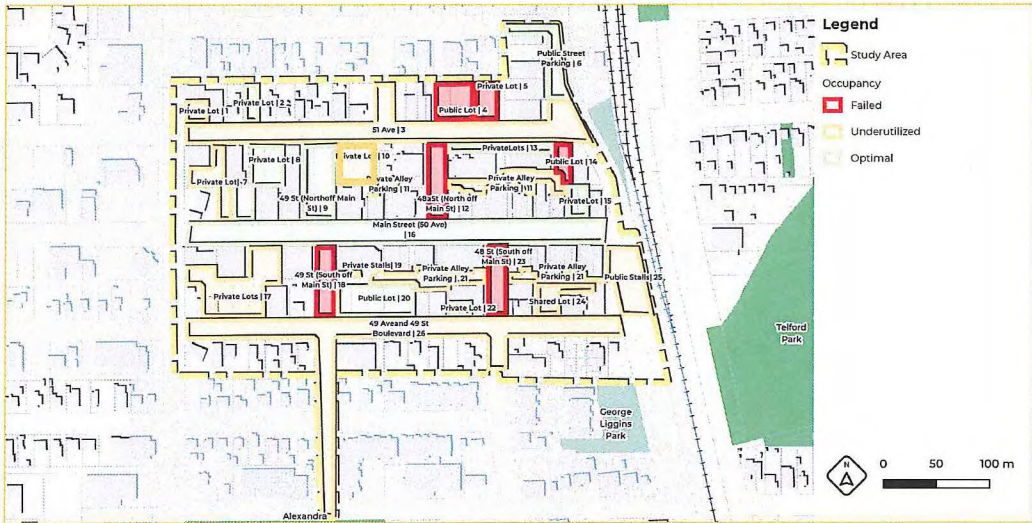 Legend
Study Area
Occupancy
Failed
Underutilized
Optimal
Public Street
Parking | 6
Private Lot | 5
Private Lot | 2
Private Lot | 1
Public Lot | 4
51 Ave | 3
PrivateLots | 13
Private Lot | 8
Private Lot | 10
Public Lot | 14
Private Lot | 7
Private Alley
Parking | 11
Private Alley
Parking | 11
49 St (Northoff Main
St) | 9
48aSt (North off
Main St) | 12
PrivateLot | 15
Main Street (50 Ave)
| 16
48 St (South off
Main St) | 23
Private Stalls | 19
49 St (South off
Main St) | 18
Private Alley
Parking | 21
Private Alley
Parking | 21
Public Stalls | 25
Private Lots | 17
Public Lot | 20
Private Lot | 22
Shared Lot | 24
49 Aveand 49 St
Boulevard | 26
Telford
Park
George
Liggins
Park
Alexandra
N
0 50 100 m